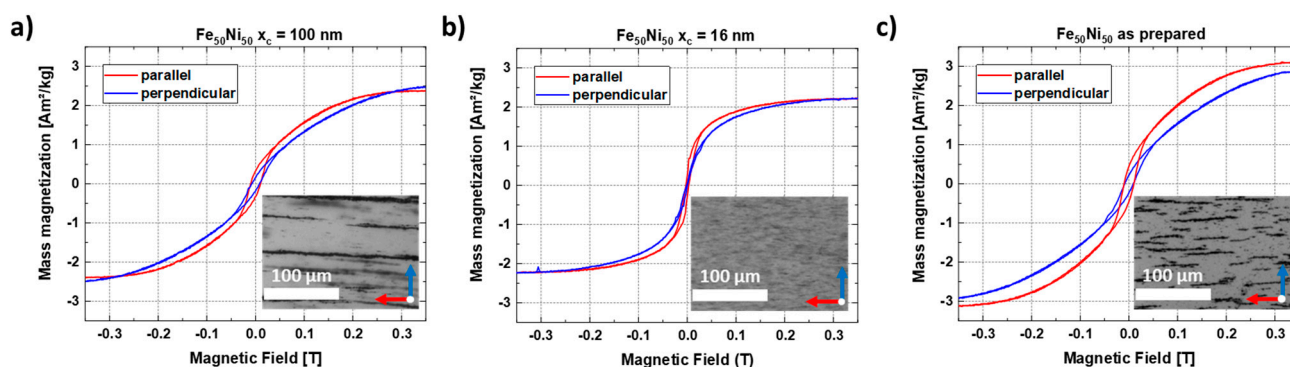 a)
Fe₅₀Ni₅₀ x꜀ = 100 nm
parallel
perpendicular
Mass magnetization [Am²/kg]
3
2
1
0
-1
-2
-3
100 µm
-0.3 -0.2 -0.1 0.0 0.1 0.2 0.3
Magnetic Field [T]
b)
Fe₅₀Ni₅₀ x꜀ = 16 nm
parallel
perpendicular
Mass magnetization [Am²/kg]
3
2
1
0
-1
-2
-3
100 µm
-0.3 -0.2 -0.1 0.0 0.1 0.2 0.3
Magnetic Field (T)
c)
Fe₅₀Ni₅₀ as prepared
parallel
perpendicular
Mass magnetization [Am²/kg]
3
2
1
0
-1
-2
-3
100 µm
-0.3 -0.2 -0.1 0.0 0.1 0.2 0.3
Magnetic Field [T]